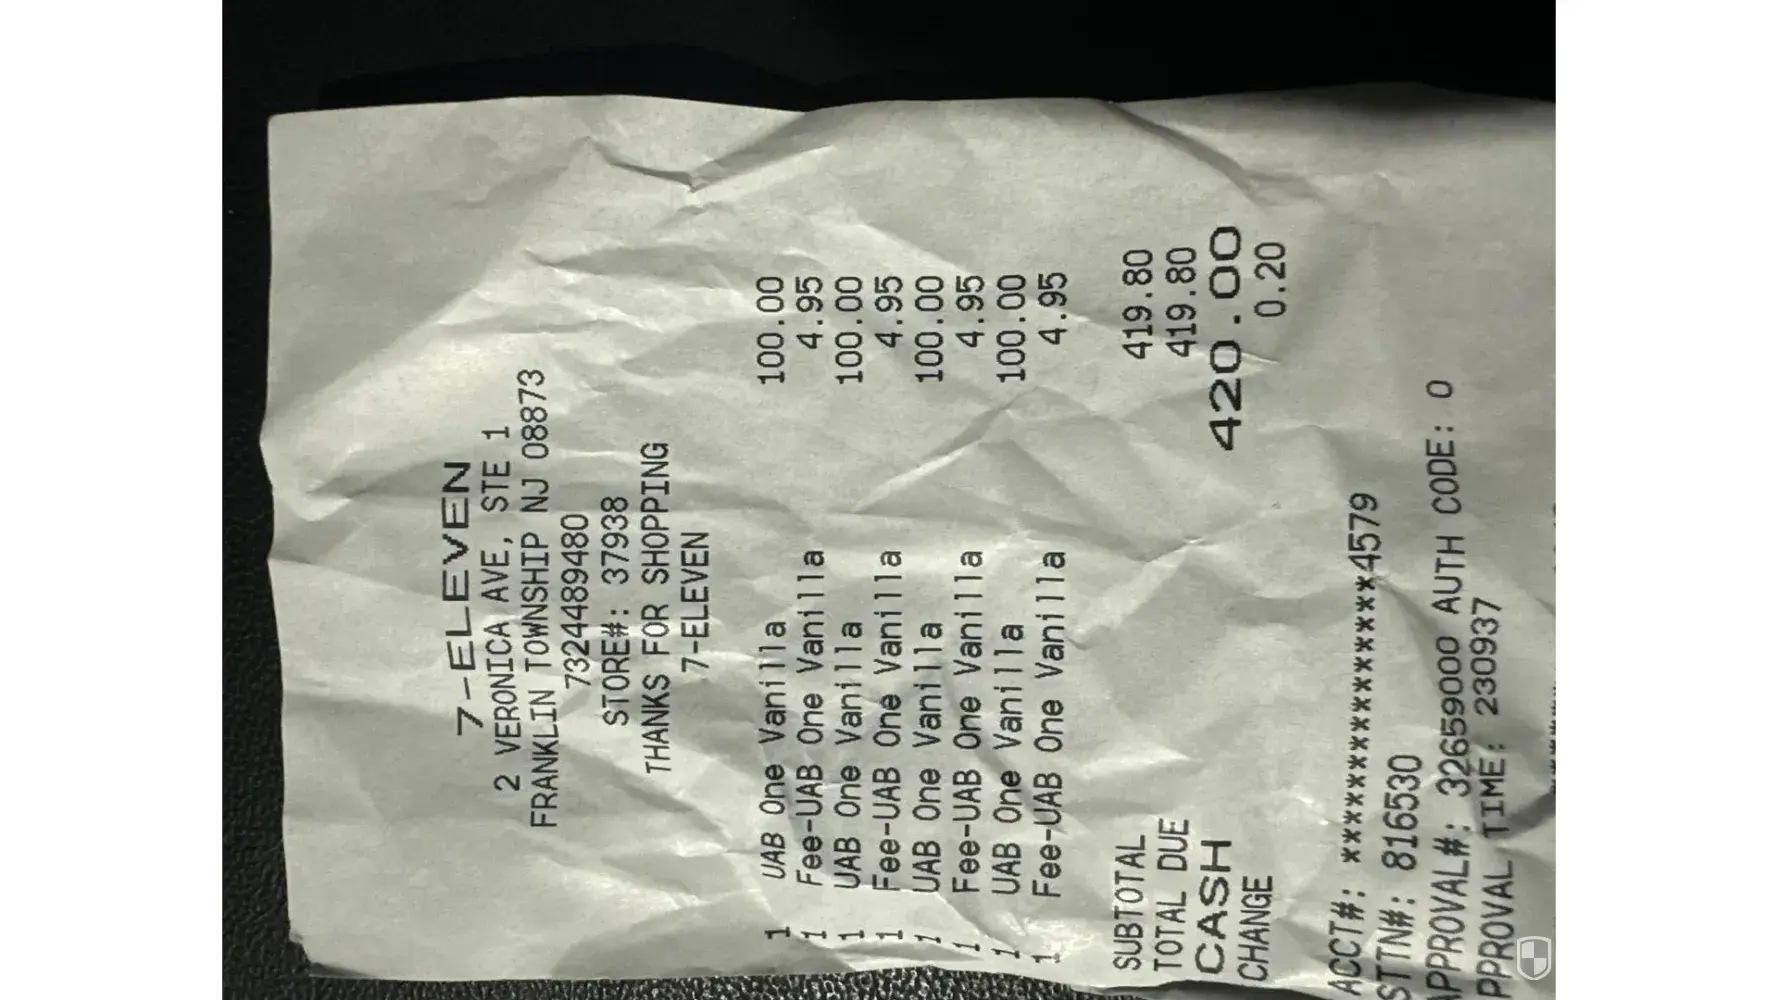 7-ELEVEN
2 VERONICA AVE, STE 1
FRANKLIN TOWNSHIP NJ 08873
7324489480
STORE#: 37938
THANKS FOR SHOPPING
7-ELEVEN
1 UAB One Vanilla 100.00
1 Fee-UAB One Vanilla 4.95
1 UAB One Vanilla 100.00
1 Fee-UAB One Vanilla 4.95
1 UAB One Vanilla 100.00
1 Fee-UAB One Vanilla 4.95
1 UAB One Vanilla 100.00
1 Fee-UAB One Vanilla 4.95
SUBTOTAL 419.80
TOTAL DUE 419.80
CASH 420.00
CHANGE 0.20
ACCT#: ***************4579
STTN#: 816530
APPROVAL#: 32659000 AUTH CODE: 0
PPROVAL TIME: 230937